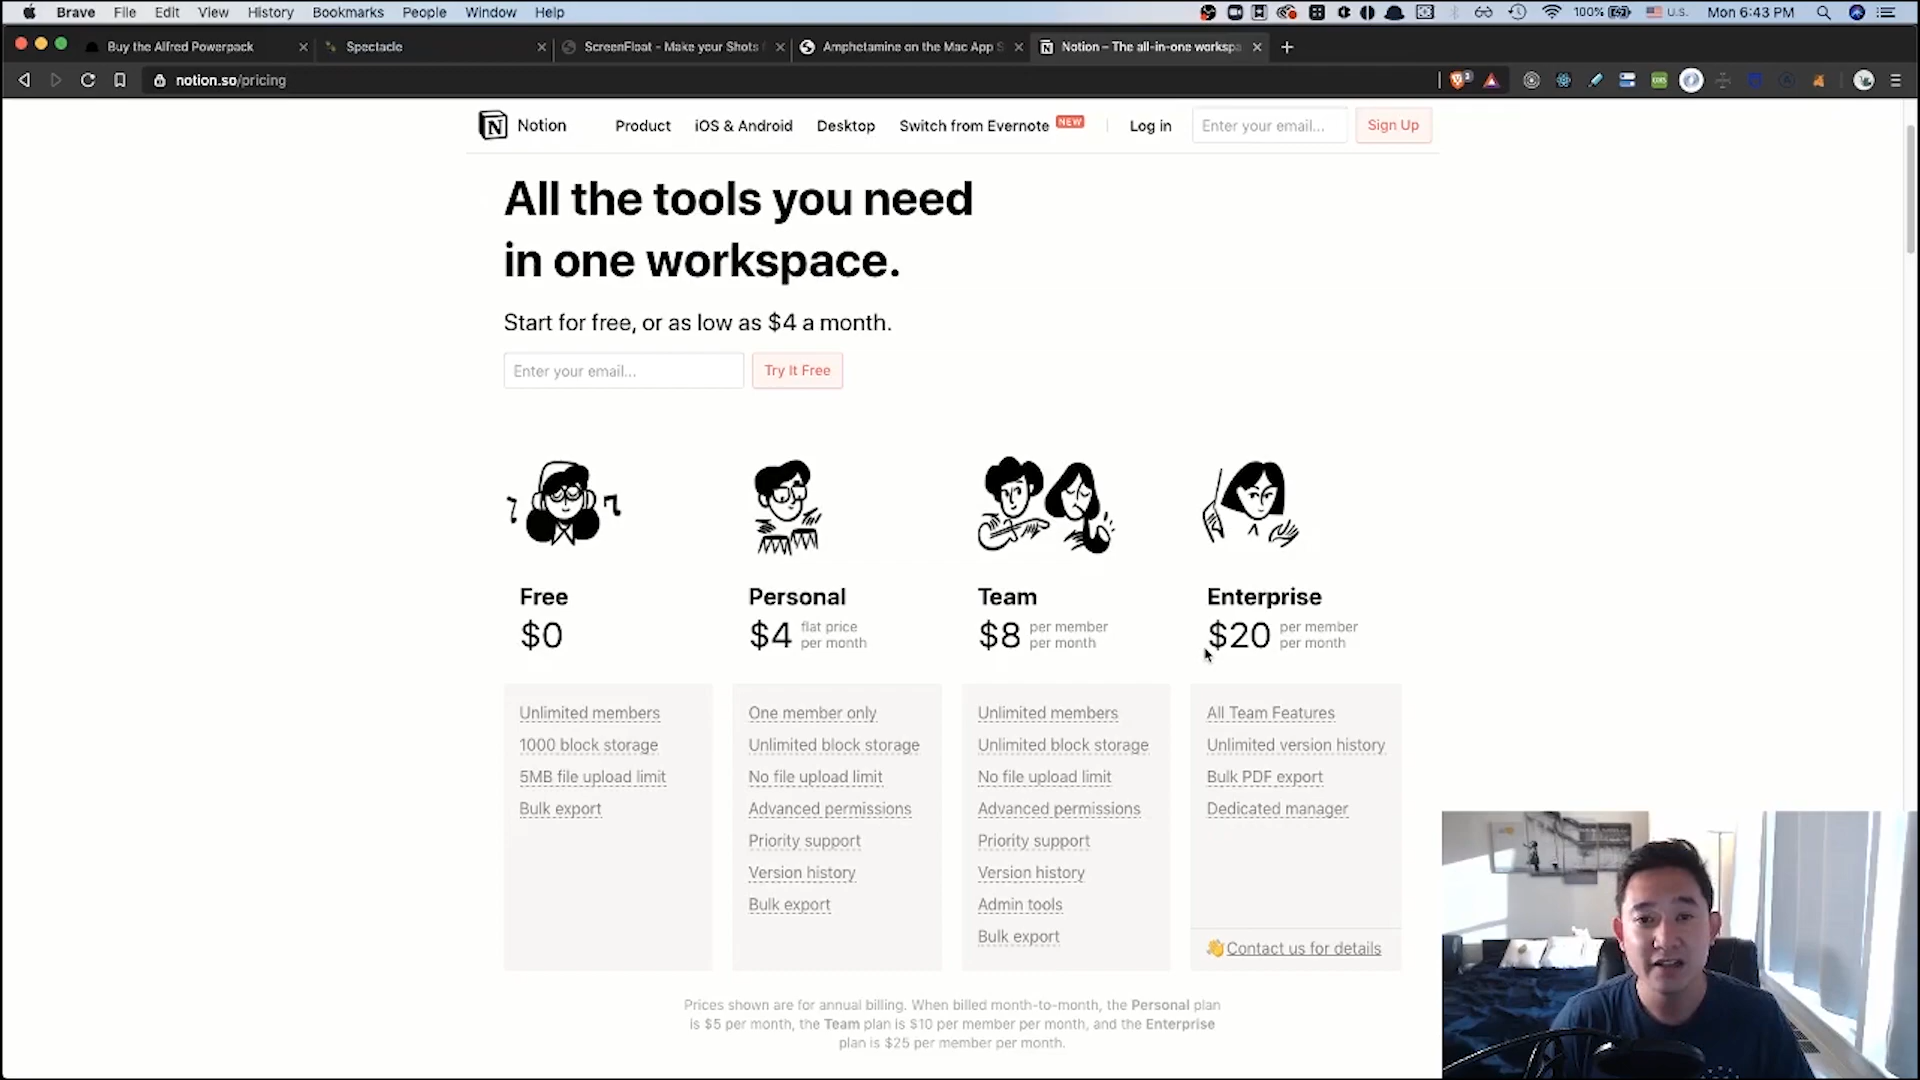 Brave File Edit View History Bookmarks People Window Help 100% U.S. Mon 6:43 PM
Buy the Alfred Powerpack Spectacle ScreenFloat - Make your Shots Amphetamine on the Mac App S Notion – The all-in-one workspa
notion.so/pricing
Notion Product iOS & Android Desktop Switch from Evernote NEW Log in Enter your email... Sign Up
All the tools you need
in one workspace.
Start for free, or as low as $4 a month.
Enter your email... Try It Free
Free
$0
Unlimited members
1000 block storage
5MB file upload limit
Bulk export
Personal
$4 flat price
per month
One member only
Unlimited block storage
No file upload limit
Advanced permissions
Priority support
Version history
Bulk export
Team
$8 per member
per month
Unlimited members
Unlimited block storage
No file upload limit
Advanced permissions
Priority support
Version history
Admin tools
Bulk export
Enterprise
$20 per member
per month
All Team Features
Unlimited version history
Bulk PDF export
Dedicated manager
👋Contact us for details
Prices shown are for annual billing. When billed month-to-month, the Personal plan
is $5 per month, the Team plan is $10 per member per month, and the Enterprise
plan is $25 per member per month.